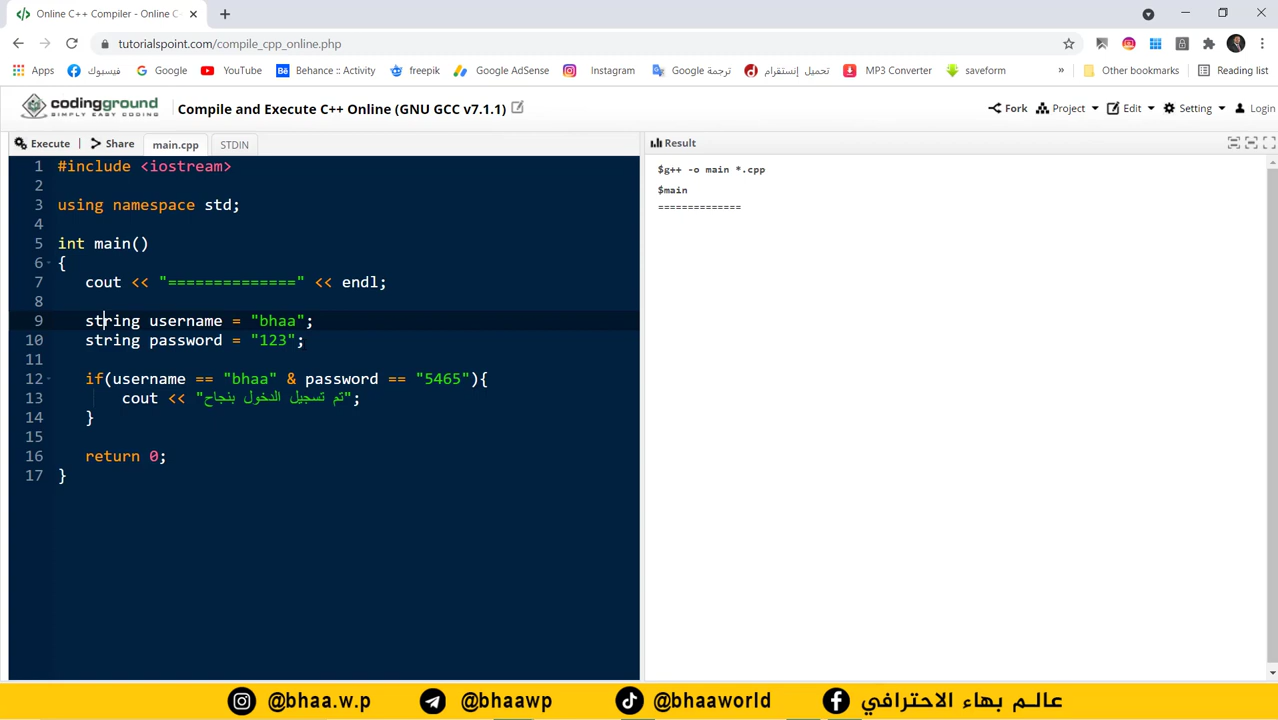 Online C++ Compiler - Online C
tutorialspoint.com/compile_cpp_online.php
Apps فيسبوك Google YouTube Behance :: Activity freepik Google AdSense Instagram ترجمة Google تحميل إنستقرام MP3 Converter saveform » Other bookmarks Reading list
codingground
SIMPLY EASY CODING
Compile and Execute C++ Online (GNU GCC v7.1.1)
Fork Project Edit Setting Login
Execute Share main.cpp STDIN
Result
1 #include <iostream>
2
3 using namespace std;
4
5 int main()
6 {
7 cout << "==============" << endl;
8
9 string username = "bhaa";
10 string password = "123";
11
12 if(username == "bhaa" & password == "5465"){
13 cout << "تم تسجيل الدخول بنجاح";
14 }
15
16 return 0;
17 }
$g++ -o main *.cpp
$main
==============
@bhaa.w.p @bhaawp @bhaaworld عالم بهاء الاحترافي